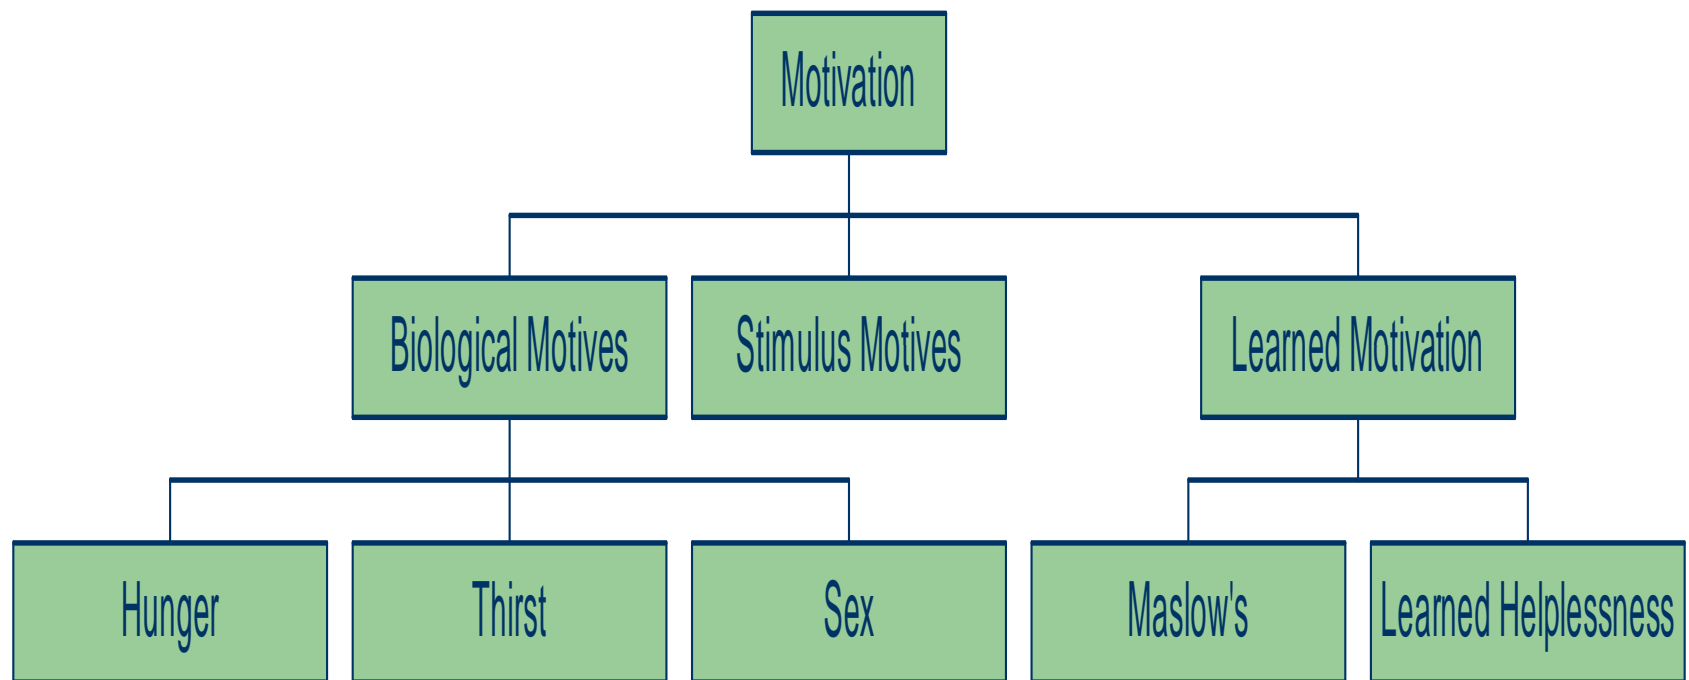 Motivation
Biological Motives
Stimulus Motives
Learned Motivation
Hunger
Thirst
Sex
Maslow's
Learned Helplessness